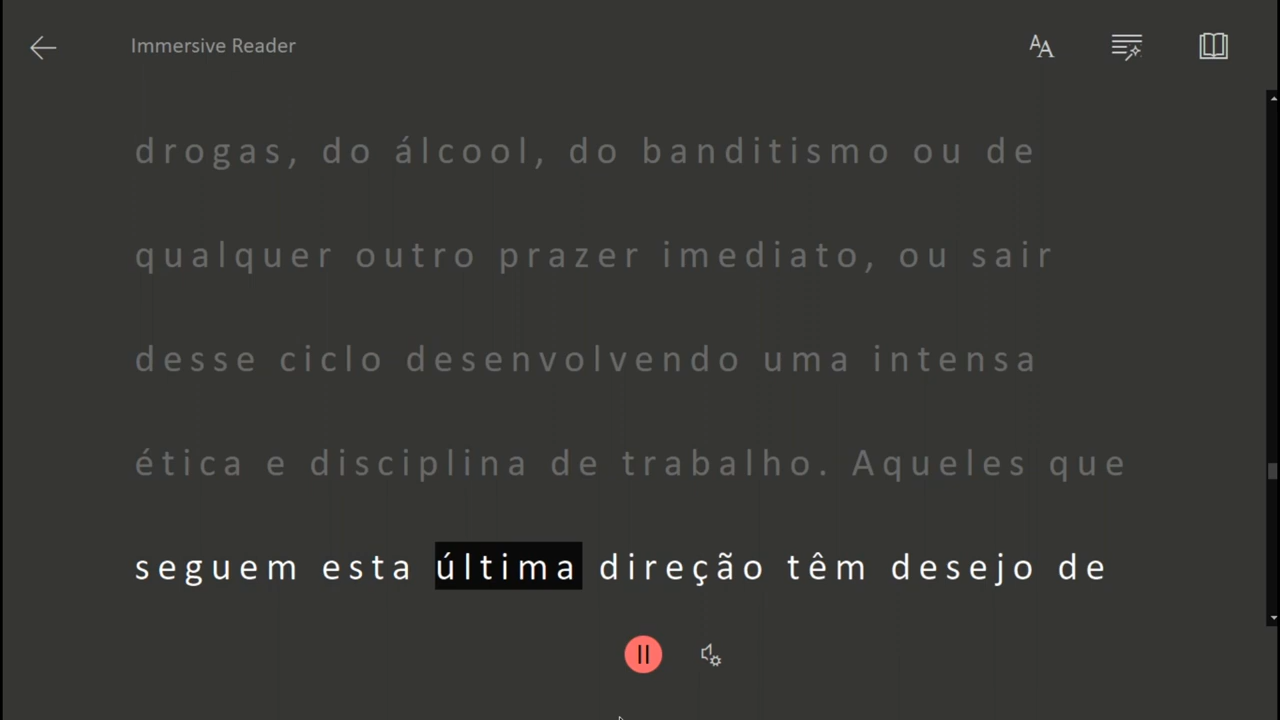 Immersive Reader
drogas, do álcool, do banditismo ou de
qualquer outro prazer imediato, ou sair
desse ciclo desenvolvendo uma intensa
ética e disciplina de trabalho. Aqueles que
seguem esta última direção têm desejo de